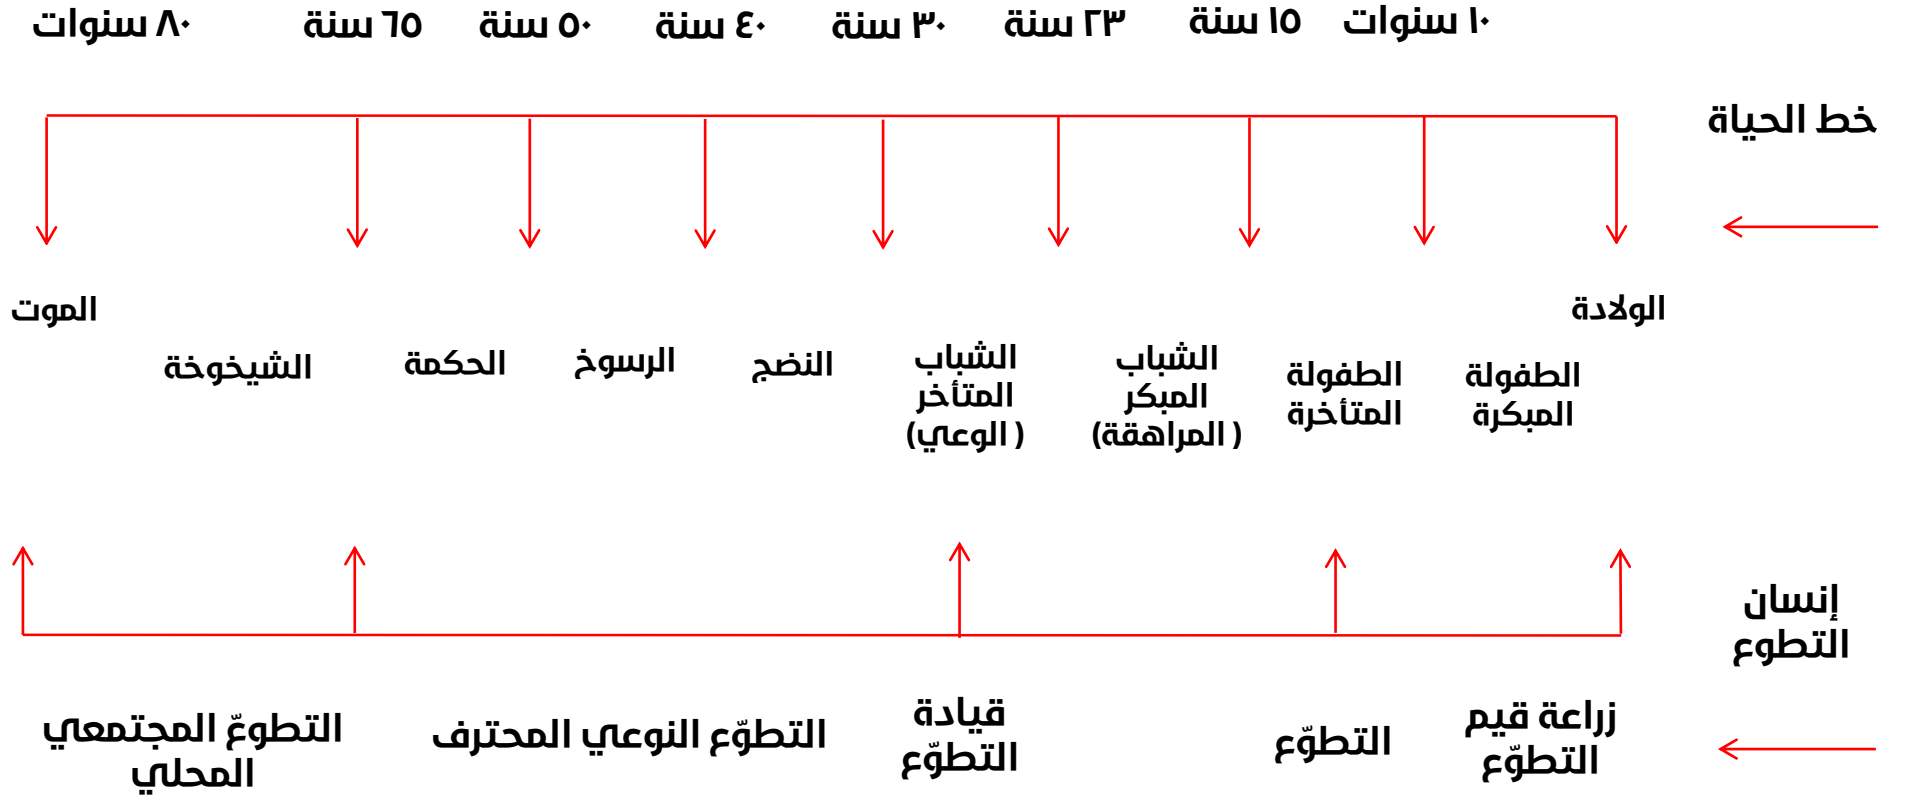 ١٠ سنوات
١٥ سنة
٢٣ سنة
٣٠ سنة
٤٠ سنة
٥٠ سنة
٦٥ سنة
٨٠ سنوات
خط الحياة
الولادة
الطفولة
المبكرة
الطفولة
المتأخرة
الشباب
المبكر
( المراهقة)
الشباب
المتأخر
( الوعي)
النضج
الرسوخ
الحكمة
الشيخوخة
الموت
إنسان
التطوع
زراعة قيم
التطوّع
التطوّع
قيادة
التطوّع
التطوّع النوعي المحترف
التطوعّ المجتمعي
المحلي